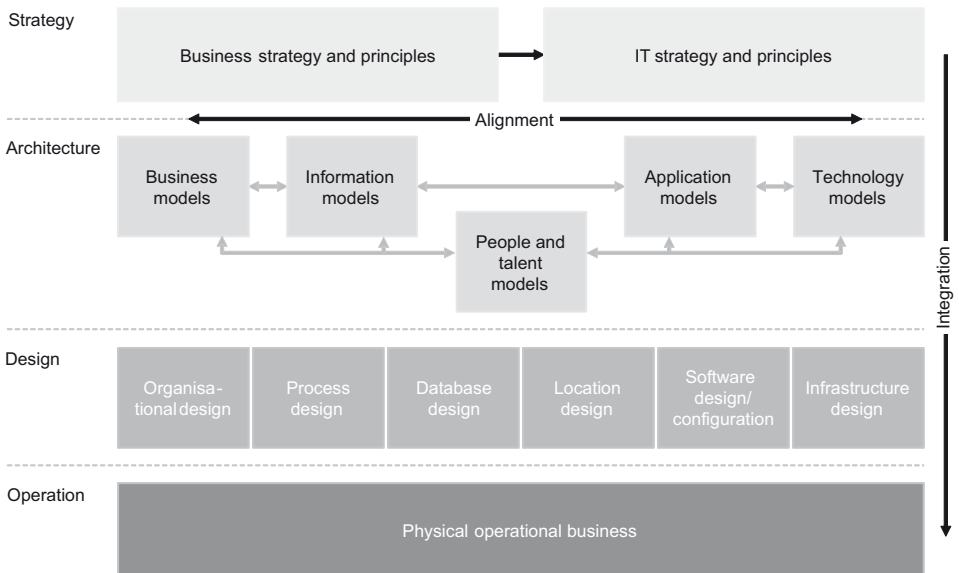 Strategy
Business strategy and principles
IT strategy and principles
Alignment
Architecture
Business
models
Information
models
Application
models
Technology
models
People and
talent
models
Integration
Design
Organisa-
tional design
Process
design
Database
design
Location
design
Software
design/
configuration
Infrastructure
design
Operation
Physical operational business